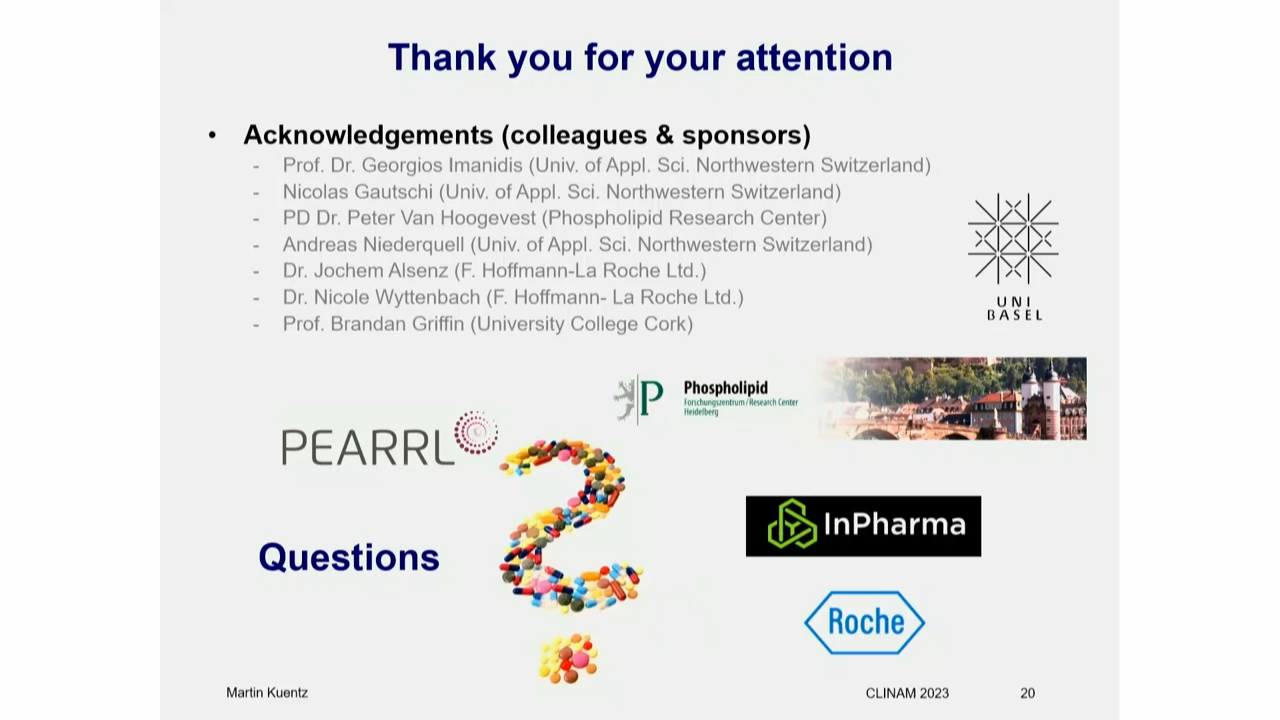 Thank you for your attention
• Acknowledgements (colleagues & sponsors)
- Prof. Dr. Georgios Imanidis (Univ. of Appl. Sci. Northwestern Switzerland)
- Nicolas Gautschi (Univ. of Appl. Sci. Northwestern Switzerland)
- PD Dr. Peter Van Hoogevest (Phospholipid Research Center)
- Andreas Niederquell (Univ. of Appl. Sci. Northwestern Switzerland)
- Dr. Jochem Alsenz (F. Hoffmann-La Roche Ltd.)
- Dr. Nicole Wyttenbach (F. Hoffmann- La Roche Ltd.)
- Prof. Brandan Griffin (University College Cork)
UNI
BASEL
P
Phospholipid
Forschungszentrum/Research Center
Heidelberg
PEARRL
InPharma
Questions
Roche
Martin Kuentz
CLINAM 2023
20